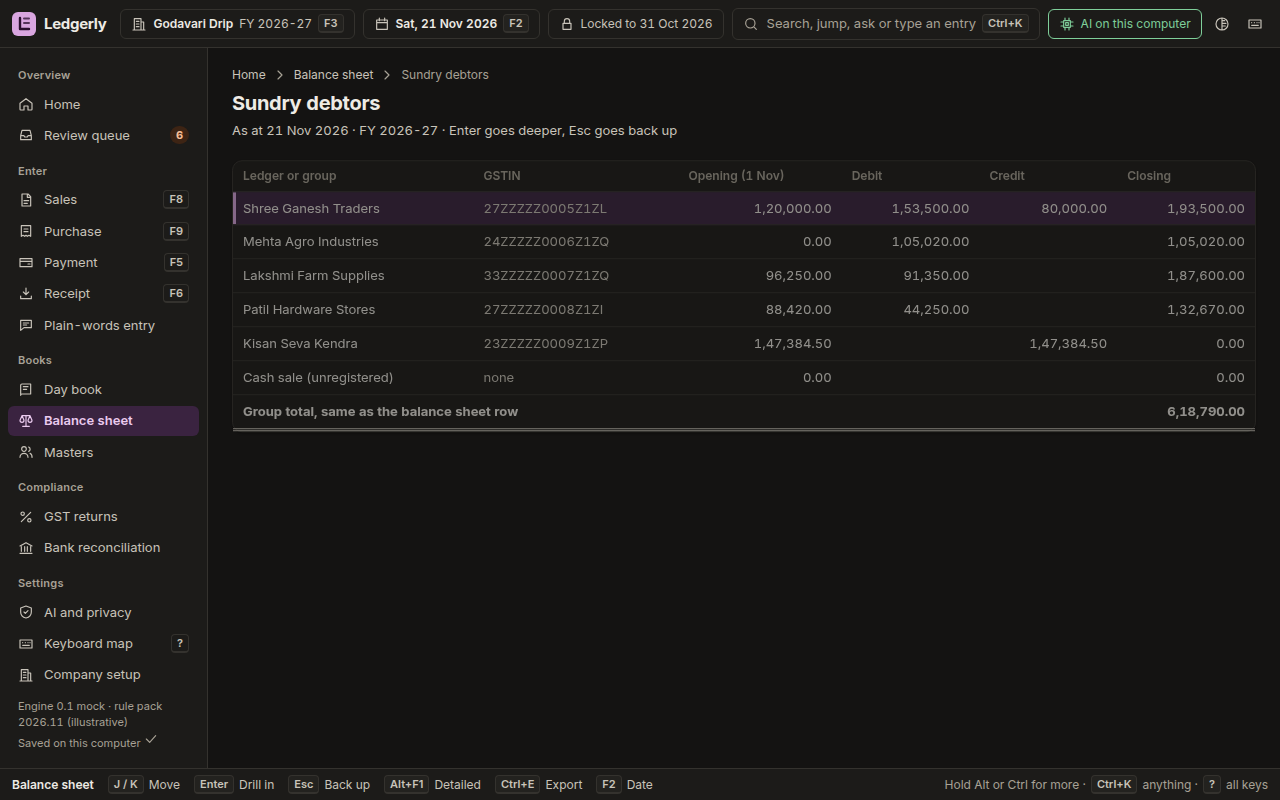 Ledgerly
Godavari Drip FY 2026-27 F3
Sat, 21 Nov 2026 F2
Locked to 31 Oct 2026
Search, jump, ask or type an entry Ctrl+K
AI on this computer
Overview
Home
Review queue 6
Enter
Sales F8
Purchase F9
Payment F5
Receipt F6
Plain-words entry
Books
Day book
Balance sheet
Masters
Compliance
GST returns
Bank reconciliation
Settings
AI and privacy
Keyboard map ?
Company setup
Engine 0.1 mock · rule pack
2026.11 (illustrative)
Saved on this computer
Home > Balance sheet > Sundry debtors
Sundry debtors
As at 21 Nov 2026 · FY 2026-27 · Enter goes deeper, Esc goes back up
Ledger or group GSTIN Opening (1 Nov) Debit Credit Closing
Shree Ganesh Traders 27ZZZZZ0005Z1ZL 1,20,000.00 1,53,500.00 80,000.00 1,93,500.00
Mehta Agro Industries 24ZZZZZ0006Z1ZQ 0.00 1,05,020.00 1,05,020.00
Lakshmi Farm Supplies 33ZZZZZ0007Z1ZQ 96,250.00 91,350.00 1,87,600.00
Patil Hardware Stores 27ZZZZZ0008Z1ZI 88,420.00 44,250.00 1,32,670.00
Kisan Seva Kendra 23ZZZZZ0009Z1ZP 1,47,384.50 1,47,384.50 0.00
Cash sale (unregistered) none 0.00 0.00
Group total, same as the balance sheet row 6,18,790.00
Balance sheet J / K Move Enter Drill in Esc Back up Alt+F1 Detailed Ctrl+E Export F2 Date
Hold Alt or Ctrl for more · Ctrl+K anything · ? all keys